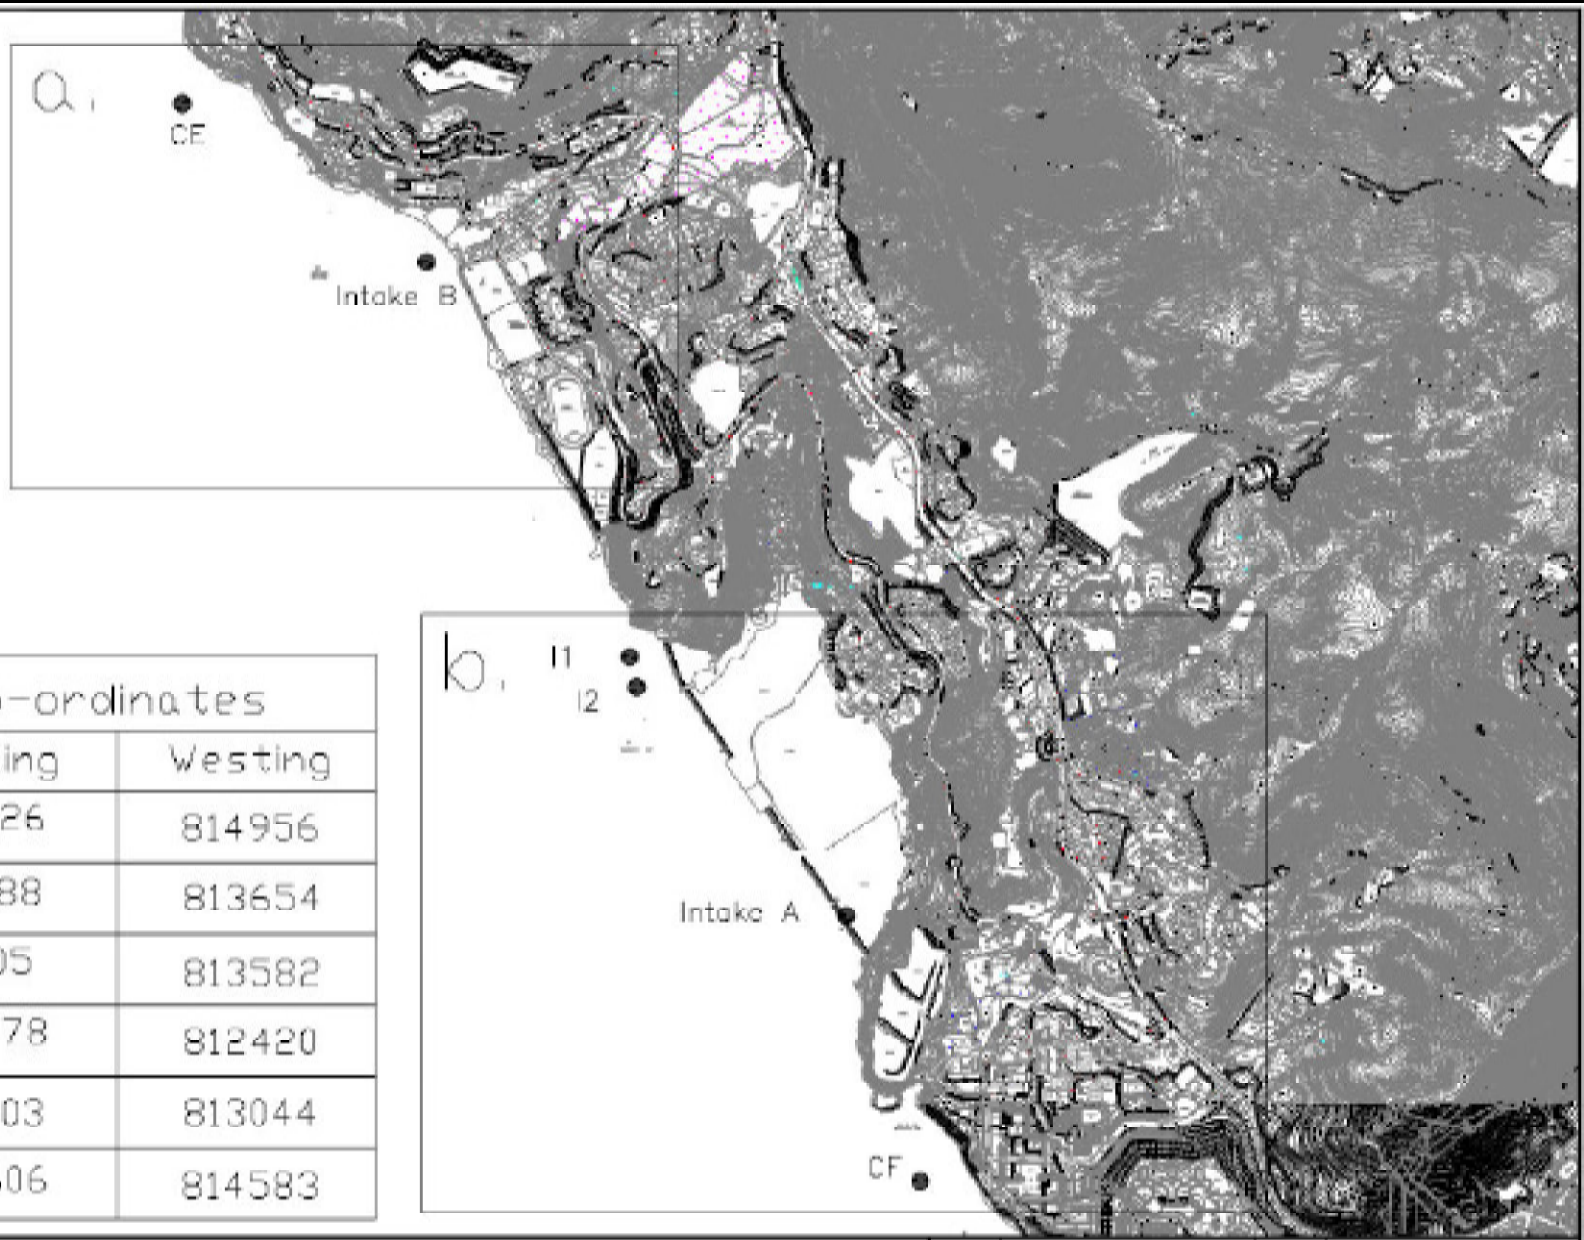 a.
CE
Intake B
b.
I1
I2
Intake A
CF
o-ordinates
ing Westing
26 814956
88 813654
05 813582
78 812420
03 813044
606 814583